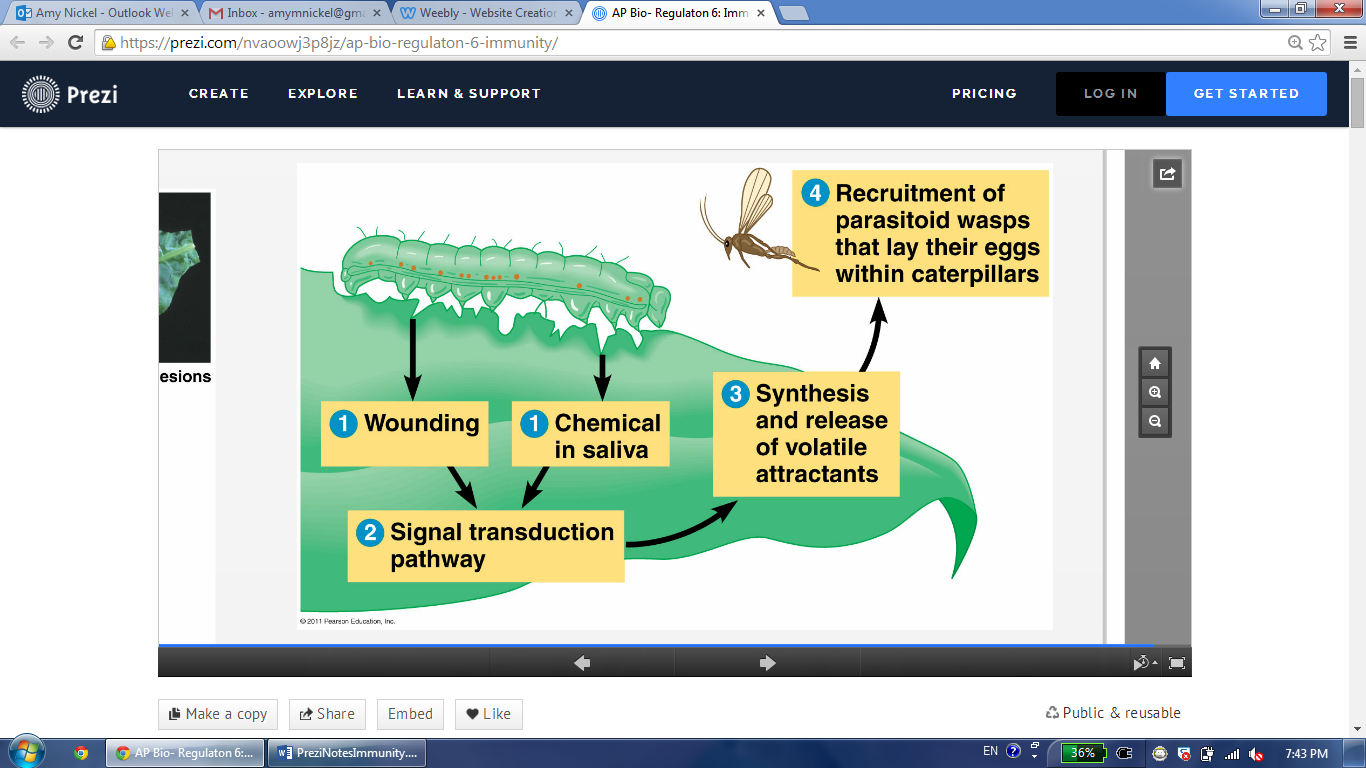 Amy Nickel - Outlook We
Inbox - amymnickel@gma
Weebly - Website Creation
AP Bio- Regulaton 6: Imm
https://prezi.com/nvaoowj3p8jz/ap-bio-regulaton-6-immunity/
Prezi CREATE EXPLORE LEARN & SUPPORT PRICING LOG IN GET STARTED
esions
4 Recruitment of
parasitoid wasps
that lay their eggs
within caterpillars
1 Wounding
1 Chemical
in saliva
2 Signal transduction
pathway
3 Synthesis
and release
of volatile
attractants
© 2011 Pearson Education, Inc.
Make a copy Share Embed Like Public & reusable
AP Bio- Regulaton 6:... PreziNotesImmunity.... EN 36% 7:43 PM